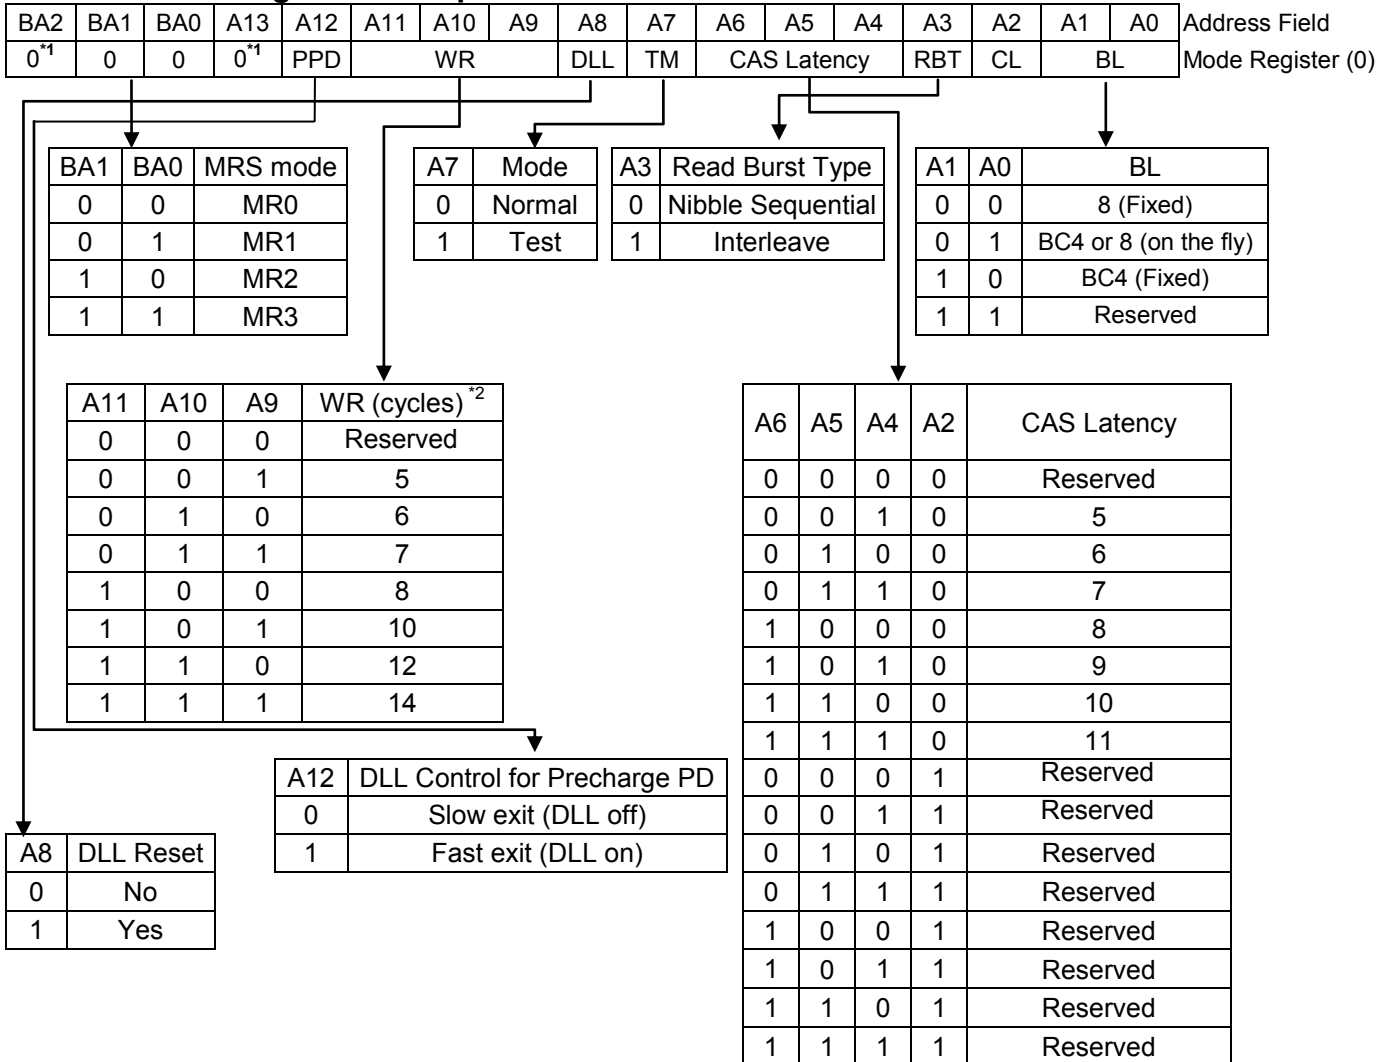 BA2 BA1 BA0 A13 A12 A11 A10 A9 A8 A7 A6 A5 A4 A3 A2 A1 A0 Address Field
0*1 0 0 0*1 PPD WR DLL TM CAS Latency RBT CL BL Mode Register (0)
BA1 BA0 MRS mode
0 0 MR0
0 1 MR1
1 0 MR2
1 1 MR3
A7 Mode
0 Normal
1 Test
A3 Read Burst Type
0 Nibble Sequential
1 Interleave
A1 A0 BL
0 0 8 (Fixed)
0 1 BC4 or 8 (on the fly)
1 0 BC4 (Fixed)
1 1 Reserved
A11 A10 A9 WR (cycles) *2
0 0 0 Reserved
0 0 1 5
0 1 0 6
0 1 1 7
1 0 0 8
1 0 1 10
1 1 0 12
1 1 1 14
A6 A5 A4 A2 CAS Latency
0 0 0 0 Reserved
0 0 1 0 5
0 1 0 0 6
0 1 1 0 7
1 0 0 0 8
1 0 1 0 9
1 1 0 0 10
1 1 1 0 11
0 0 0 1 Reserved
0 0 1 1 Reserved
0 1 0 1 Reserved
0 1 1 1 Reserved
1 0 0 1 Reserved
1 0 1 1 Reserved
1 1 0 1 Reserved
1 1 1 1 Reserved
A12 DLL Control for Precharge PD
0 Slow exit (DLL off)
1 Fast exit (DLL on)
A8 DLL Reset
0 No
1 Yes